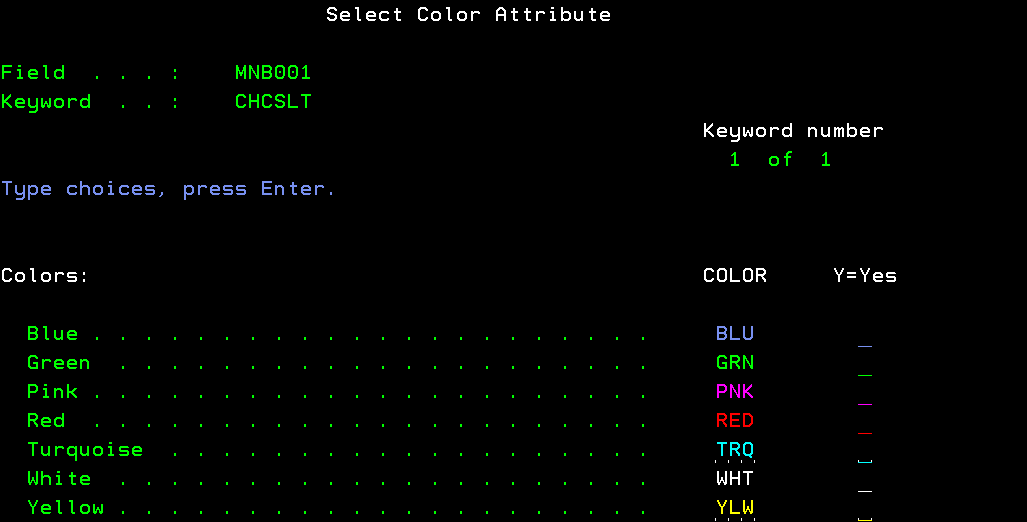 Select Color Attribute
Field . . . : MNB001
Keyword . . : CHCSLT
Keyword number
1 of 1
Type choices, press Enter.
Colors: COLOR Y=Yes
Blue . . . . . . . . . . . . . . . . . . . . . . BLU _
Green . . . . . . . . . . . . . . . . . . . . . GRN _
Pink . . . . . . . . . . . . . . . . . . . . . . PNK _
Red . . . . . . . . . . . . . . . . . . . . . . RED _
Turquoise . . . . . . . . . . . . . . . . . . . TRQ _
White . . . . . . . . . . . . . . . . . . . . . WHT _
Yellow . . . . . . . . . . . . . . . . . . . . . YLW _